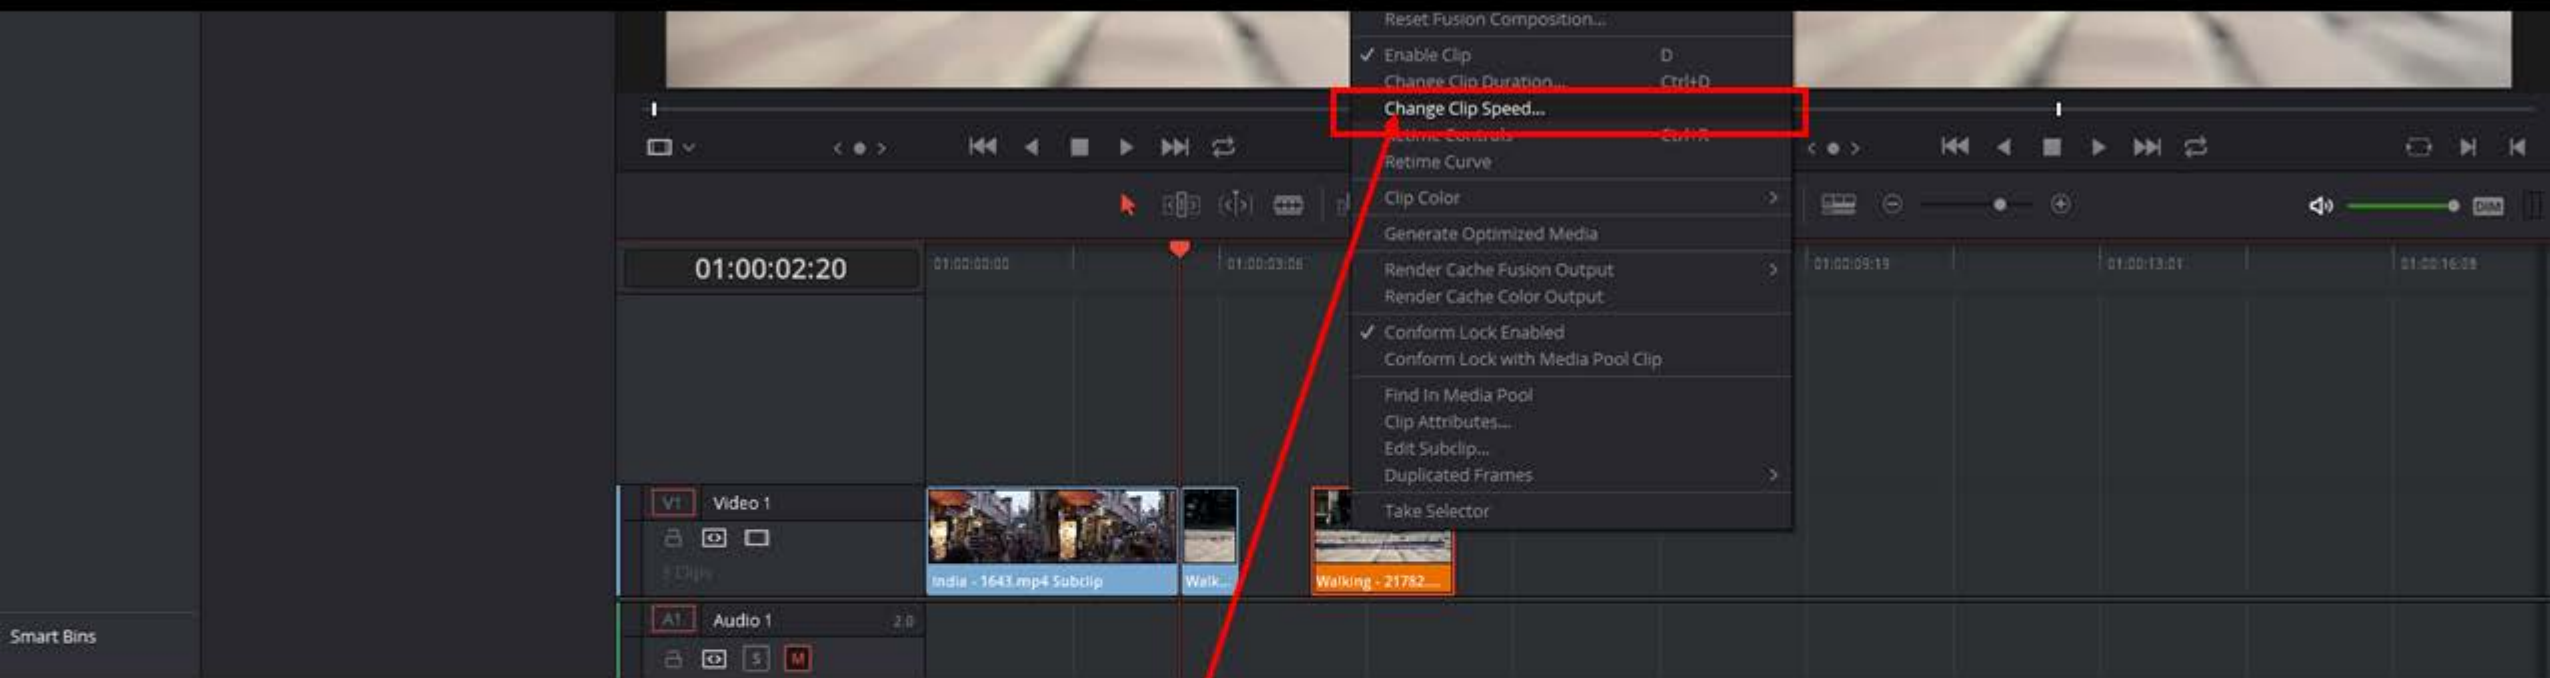 Reset Fusion Composition...
✓ Enable Clip D
Change Clip Duration... Ctrl+D
Change Clip Speed...
Retime Controls Ctrl+R
Retime Curve
Clip Color >
Generate Optimized Media
DIM
01:00:02:20
01:00:00:00 01:00:03:06 01:00:09:19 01:00:13:01 01:00:16:08
Render Cache Fusion Output >
Render Cache Color Output
✓ Conform Lock Enabled
Conform Lock with Media Pool Clip
Find In Media Pool
Clip Attributes...
Edit Subclip...
Duplicated Frames >
Take Selector
V1 Video 1
3 Clips
India - 1643.mp4 Subclip
Walk...
Walking - 21782....
A1 Audio 1 2.0
S M
Smart Bins